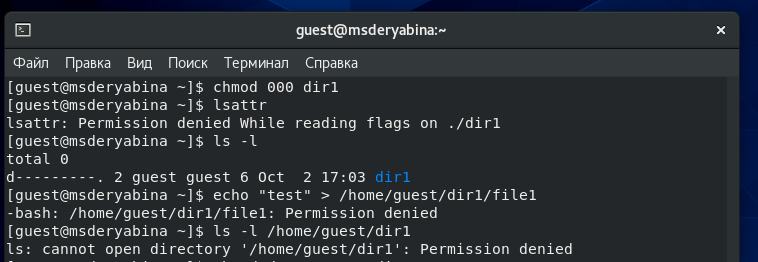 guest@msderyabina:~
Файл Правка Вид Поиск Терминал Справка
[guest@msderyabina ~]$ chmod 000 dir1
[guest@msderyabina ~]$ lsattr
lsattr: Permission denied While reading flags on ./dir1
[guest@msderyabina ~]$ ls -l
total 0
d---------. 2 guest guest 6 Oct  2 17:03 dir1
[guest@msderyabina ~]$ echo "test" > /home/guest/dir1/file1
-bash: /home/guest/dir1/file1: Permission denied
[guest@msderyabina ~]$ ls -l /home/guest/dir1
ls: cannot open directory '/home/guest/dir1': Permission denied